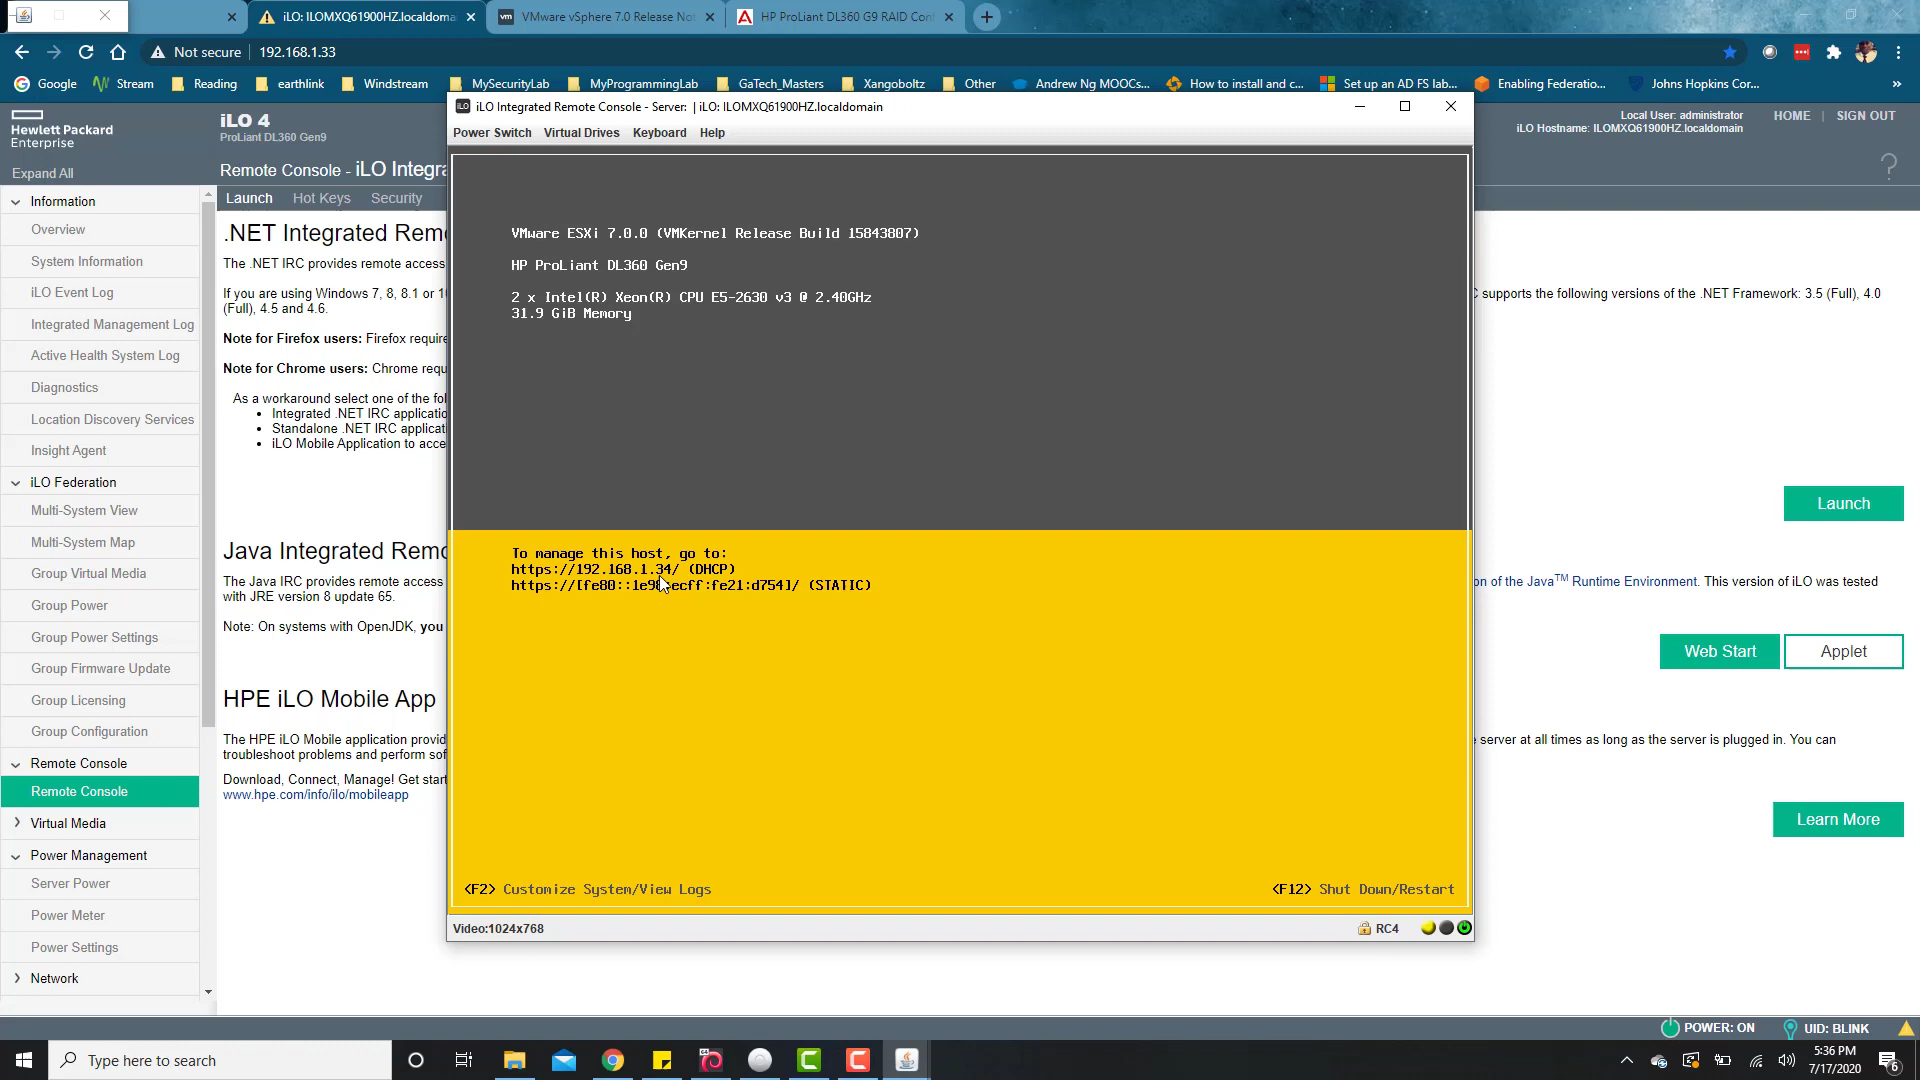 iLO: ILOMXQ61900HZ.localdoma
VMware vSphere 7.0 Release No
HP ProLiant DL360 G9 RAID Con
Not secure 192.168.1.33
Google Stream Reading earthlink Windstream MySecurityLab MyProgrammingLab GaTech_Masters Xangoboltz Other Andrew Ng MOOCs... How to install and c... Set up an AD FS lab... Enabling Federatio... Johns Hopkins Cor...
Hewlett Packard
Enterprise
iLO 4
ProLiant DL360 Gen9
Local User: administrator
iLO Hostname: ILOMXQ61900HZ.localdomain
HOME SIGN OUT
Expand All
Remote Console - iLO Integra
Launch Hot Keys Security
Information
Overview
System Information
iLO Event Log
Integrated Management Log
Active Health System Log
Diagnostics
Location Discovery Services
Insight Agent
iLO Federation
Multi-System View
Multi-System Map
Group Virtual Media
Group Power
Group Power Settings
Group Firmware Update
Group Licensing
Group Configuration
Remote Console
Remote Console
Virtual Media
Power Management
Server Power
Power Meter
Power Settings
Network
.NET Integrated Remo
The .NET IRC provides remote access
If you are using Windows 7, 8, 8.1 or 10
(Full), 4.5 and 4.6.
C supports the following versions of the .NET Framework: 3.5 (Full), 4.0
Note for Firefox users: Firefox require
Note for Chrome users: Chrome requ
As a workaround select one of the fol
Integrated .NET IRC applicatio
Standalone .NET IRC applicat
iLO Mobile Application to acce
Launch
Java Integrated Remo
The Java IRC provides remote access
with JRE version 8 update 65.
on of the Java™ Runtime Environment. This version of iLO was tested
Note: On systems with OpenJDK, you
Web Start Applet
HPE iLO Mobile App
The HPE iLO Mobile application provid
troubleshoot problems and perform sof
e server at all times as long as the server is plugged in. You can
Download, Connect, Manage! Get start
www.hpe.com/info/ilo/mobileapp
Learn More
iLO Integrated Remote Console - Server: | iLO: ILOMXQ61900HZ.localdomain
Power Switch Virtual Drives Keyboard Help
VMware ESXi 7.0.0 (VMKernel Release Build 15843807)
HP ProLiant DL360 Gen9
2 x Intel(R) Xeon(R) CPU E5-2630 v3 @ 2.40GHz
31.9 GiB Memory
To manage this host, go to:
https://192.168.1.34/ (DHCP)
https://[fe80::1e98:ecff:fe21:d754]/ (STATIC)
<F2> Customize System/View Logs
<F12> Shut Down/Restart
Video:1024x768
RC4
POWER: ON UID: BLINK
Type here to search
5:36 PM
7/17/2020
6